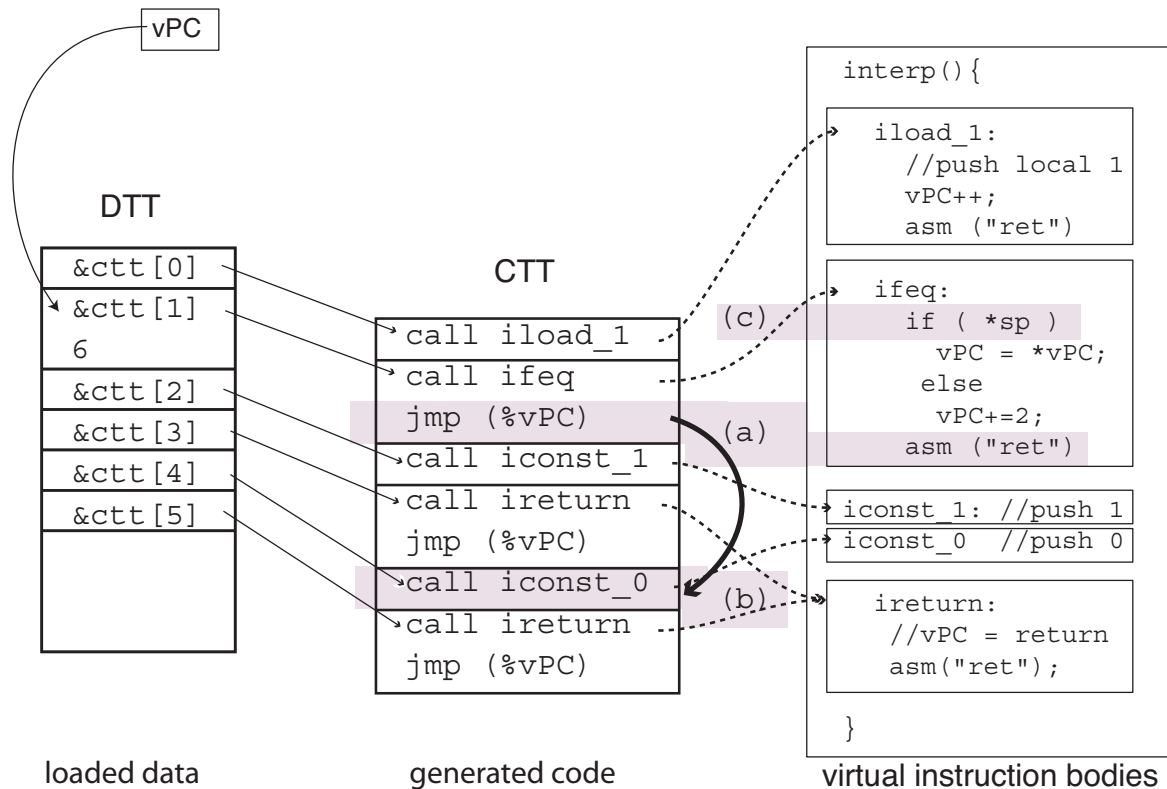 vPC
DTT
&ctt[0]
&ctt[1]
6
&ctt[2]
&ctt[3]
&ctt[4]
&ctt[5]
loaded data
CTT
call iload_1
call ifeq
jmp (%vPC)
call iconst_1
call ireturn
jmp (%vPC)
call iconst_0
call ireturn
jmp (%vPC)
generated code
(c)
(a)
(b)
interp(){
iload_1:
//push local 1
vPC++;
asm ("ret")
ifeq:
if ( *sp )
vPC = *vPC;
else
vPC+=2;
asm ("ret")
iconst_1: //push 1
iconst_0 //push 0
ireturn:
//vPC = return
asm("ret");
}
virtual instruction bodies